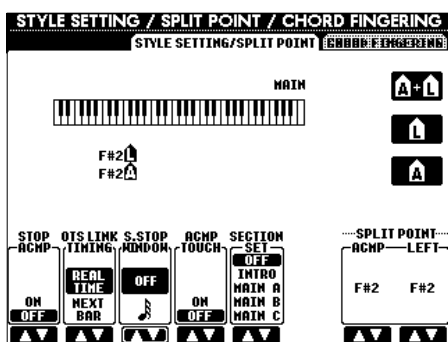 STYLE SETTING / SPLIT POINT / CHORD FINGERING
STYLE SETTING/SPLIT POINT CHORD FINGERING
MAIN
A+L
L
A
F#2 L
F#2 A
STOP ACMP
ON
OFF
OTS LINK TIMING
REAL TIME
NEXT BAR
S.STOP WINDOW
OFF
ACMP TOUCH
ON
OFF
SECTION SET
OFF
INTRO
MAIN A
MAIN B
MAIN C
SPLIT POINT
ACMP LEFT
F#2 F#2